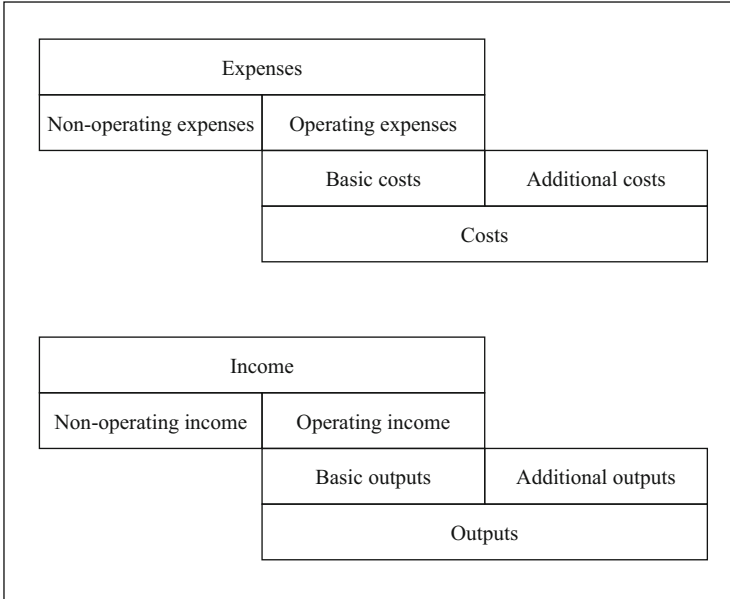 Expenses
Non-operating expenses Operating expenses
Basic costs Additional costs
Costs
Income
Non-operating income Operating income
Basic outputs Additional outputs
Outputs